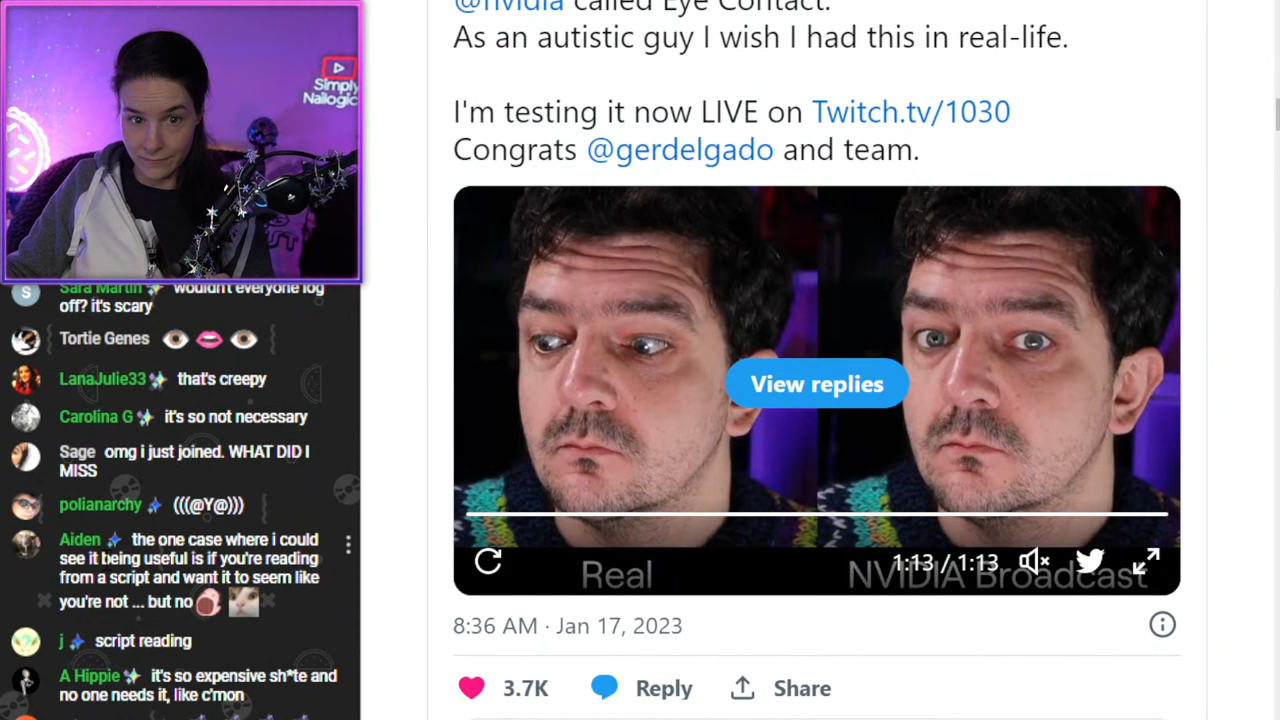 @nvidia called Eye Contact.
As an autistic guy I wish I had this in real-life.
I'm testing it now LIVE on Twitch.tv/1030
Congrats @gerdelgado and team.
View replies
1:13 / 1:13
Real
NVIDIA Broadcast
8:36 AM · Jan 17, 2023
3.7K
Reply
Share
Simply
Nailogic
S
Sara Martin wouldn't everyone log
off? it's scary
Tortie Genes
LanaJulie33 that's creepy
Carolina G it's so not necessary
Sage omg i just joined. WHAT DID I
MISS
polianarchy (((@Y@)))
Aiden the one case where i could
see it being useful is if you're reading
from a script and want it to seem like
you're not ... but no
j script reading
A Hippie it's so expensive sh*te and
no one needs it, like c'mon